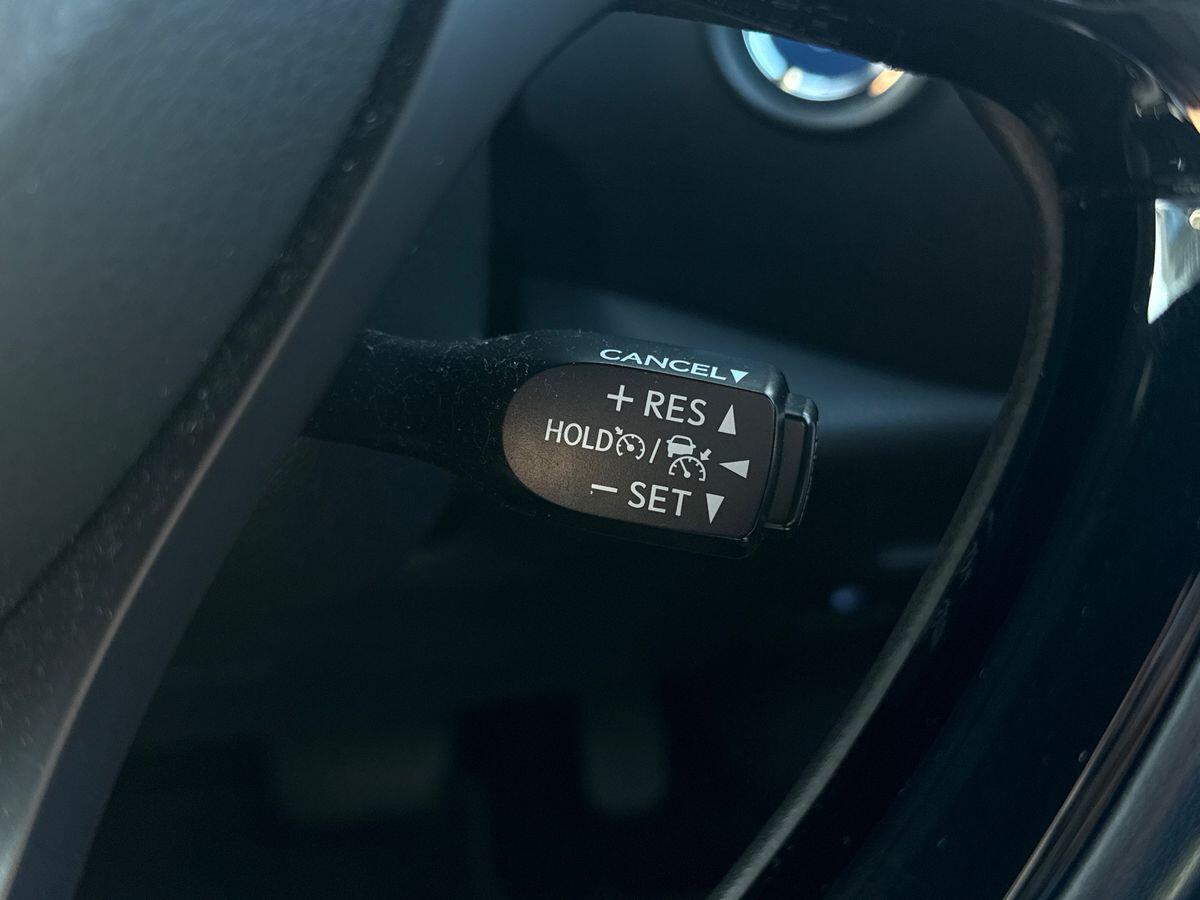 CANCEL▼
+ RES ▲
HOLD / ◀
− SET ▼